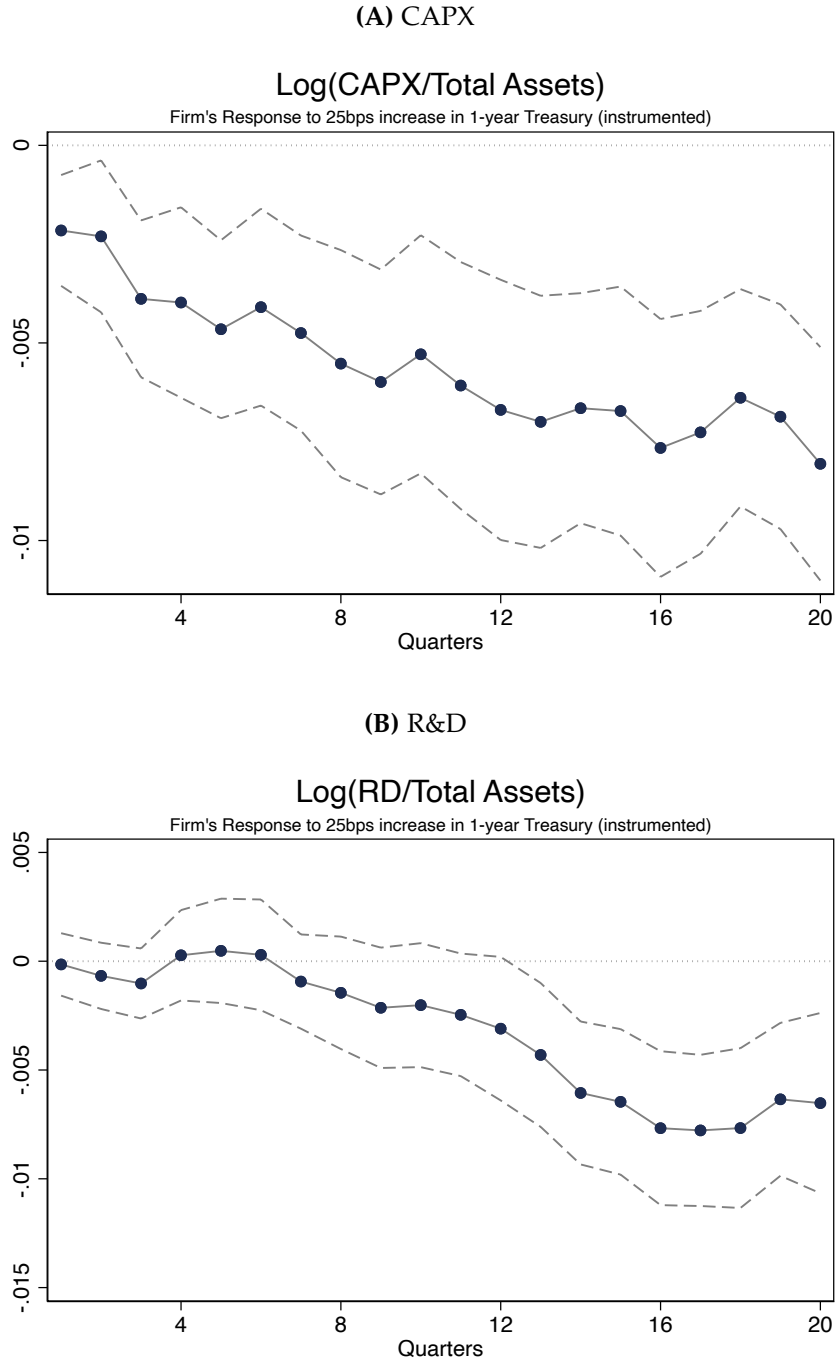 (A) CAPX
Log(CAPX/Total Assets)
Firm's Response to 25bps increase in 1-year Treasury (instrumented)
0
-.005
-.01
4 8 12 16 20
Quarters
(B) R&D
Log(RD/Total Assets)
Firm's Response to 25bps increase in 1-year Treasury (instrumented)
.005
0
-.005
-.01
-.015
4 8 12 16 20
Quarters